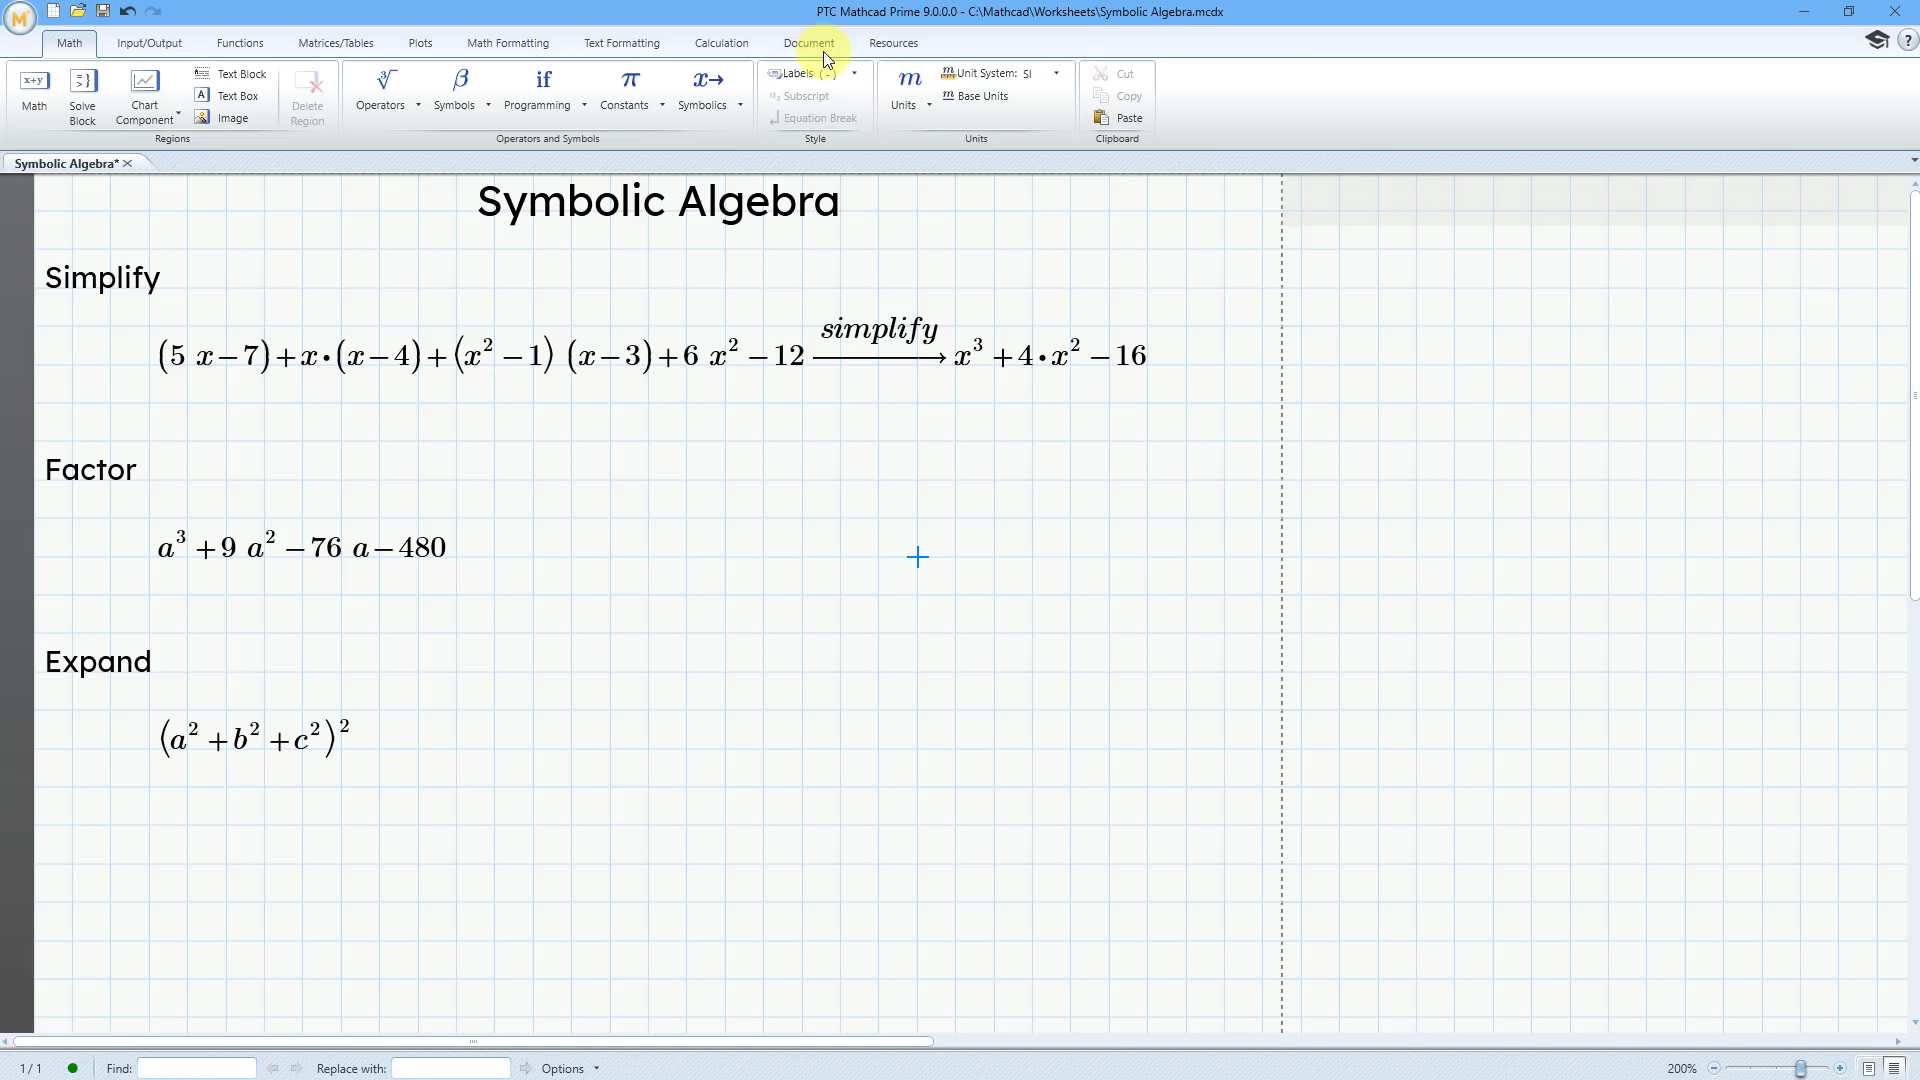 PTC Mathcad Prime 9.0.0.0 - C:\Mathcad\Worksheets\Symbolic Algebra.mcdx
Math Input/Output Functions Matrices/Tables Plots Math Formatting Text Formatting Calculation Document Resources
x+y Math
Solve Block
Chart Component
Text Block
Text Box
Image
Delete Region
Regions
Operators
β Symbols
if Programming
π Constants
x→ Symbolics
Operators and Symbols
Labels (-)
Subscript
Equation Break
Style
m Units
Unit System: SI
m Base Units
Units
Cut
Copy
Paste
Clipboard
Symbolic Algebra*
Symbolic Algebra
Simplify
simplify
(5 x−7)+x·(x−4)+(x² −1) (x−3)+6 x² −12 → x³ +4·x² −16
Factor
a³ +9 a² −76 a−480
Expand
(a² +b² +c²)²
1 / 1 Find: Replace with: Options 200%